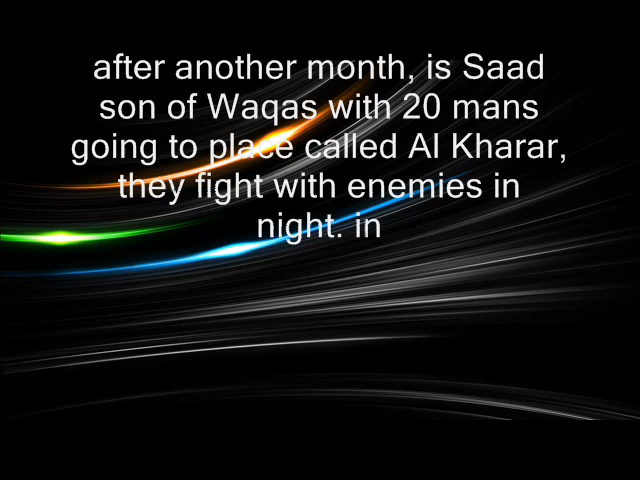 after another month, is Saad
son of Waqas with 20 mans
going to place called Al Kharar,
they fight with enemies in
night. in